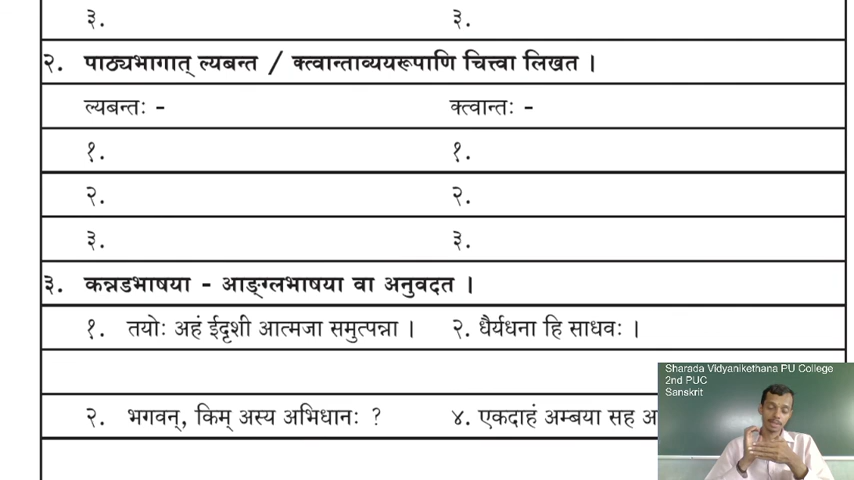 ३. ३.
२. पाठ्यभागात् ल्यबन्त / क्त्वान्ताव्ययरूपाणि चित्त्वा लिखत ।
ल्यबन्तः - क्त्वान्तः -
१. १.
२. २.
३. ३.
३. कन्नडभाषया - आङ्ग्लभाषया वा अनुवदत ।
१. तयोः अहं ईदृशी आत्मजा समुत्पन्ना । २. धैर्यधना हि साधवः ।
Sharada Vidyanikethana PU College
2nd PUC
Sanskrit
२. भगवन्, किम् अस्य अभिधानः ? ४. एकदाहं अम्बया सह